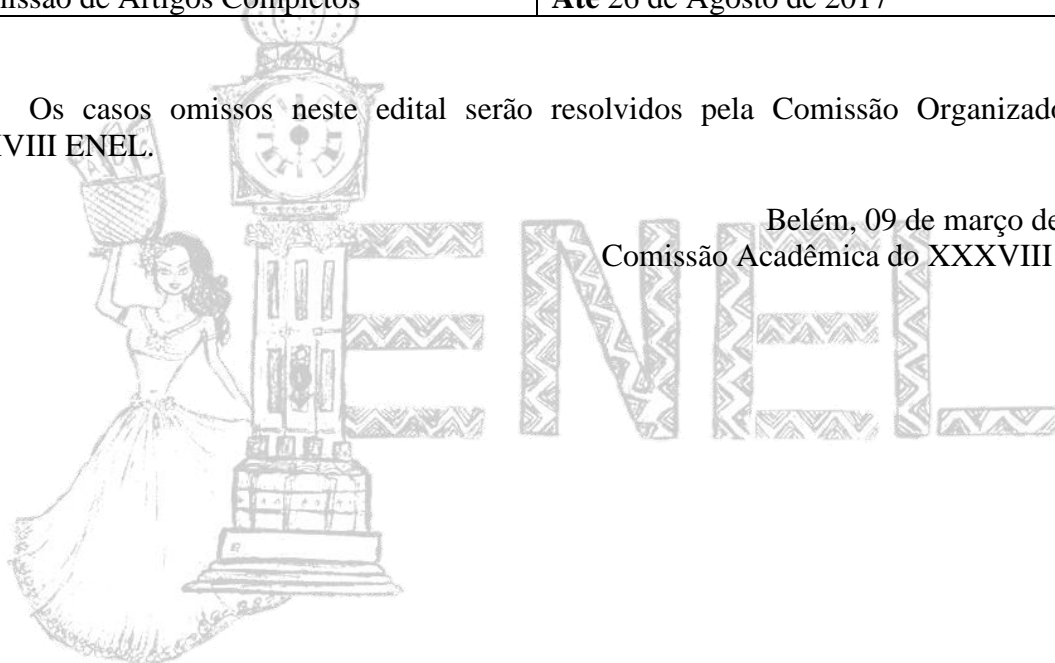 issão de Artigos Completos Até 26 de Agosto de 2017
Os casos omissos neste edital serão resolvidos pela Comissão Organizado
VIII ENEL.
Belém, 09 de março de
Comissão Acadêmica do XXXVIII
ENEL